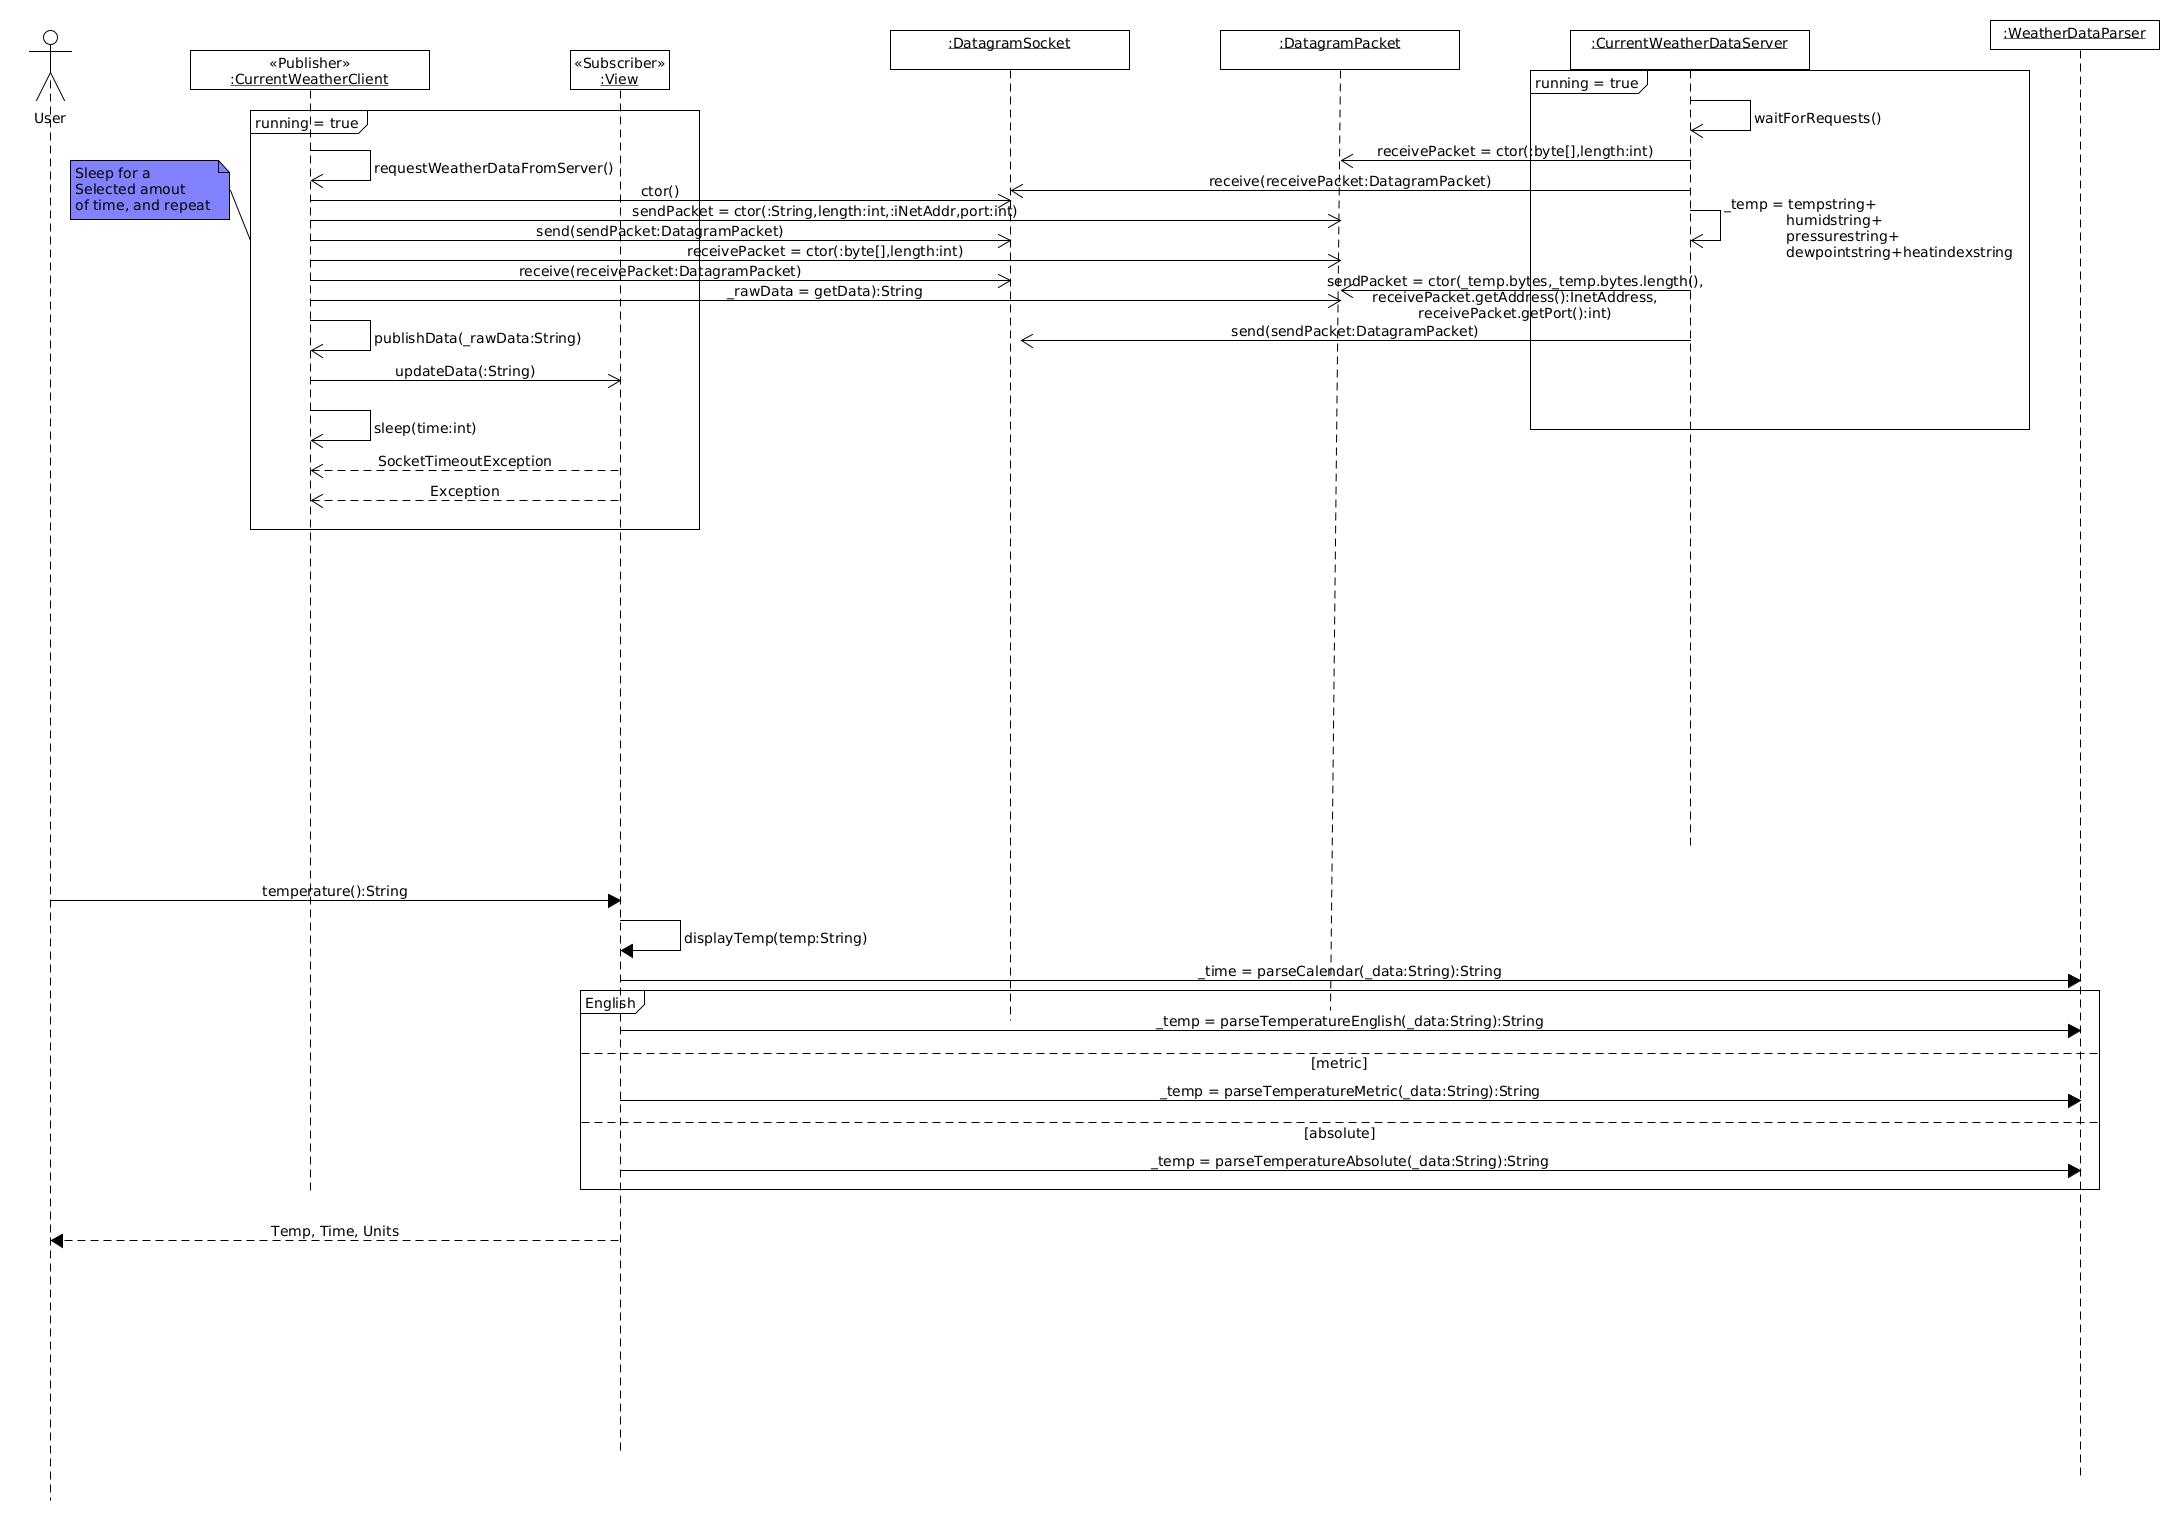 :WeatherDataParser
:DatagramSocket
:DatagramPacket
:CurrentWeatherDataServer
«Publisher»
:CurrentWeatherClient
«Subscriber»
:View
User
running = true
running = true
waitForRequests()
receivePacket = ctor(:byte[],length:int)
requestWeatherDataFromServer()
Sleep for a
Selected amout
of time, and repeat
receive(receivePacket:DatagramPacket)
ctor()
_temp = tempstring+
humidstring+
pressurestring+
dewpointstring+heatindexstring
sendPacket = ctor(:String,length:int,:iNetAddr,port:int)
send(sendPacket:DatagramPacket)
receivePacket = ctor(:byte[],length:int)
receive(receivePacket:DatagramPacket)
sendPacket = ctor(_temp.bytes,_temp.bytes.length(),
receivePacket.getAddress():InetAddress,
receivePacket.getPort():int)
_rawData = getData):String
send(sendPacket:DatagramPacket)
publishData(_rawData:String)
updateData(:String)
sleep(time:int)
SocketTimeoutException
Exception
temperature():String
displayTemp(temp:String)
_time = parseCalendar(_data:String):String
English
_temp = parseTemperatureEnglish(_data:String):String
[metric]
_temp = parseTemperatureMetric(_data:String):String
[absolute]
_temp = parseTemperatureAbsolute(_data:String):String
Temp, Time, Units